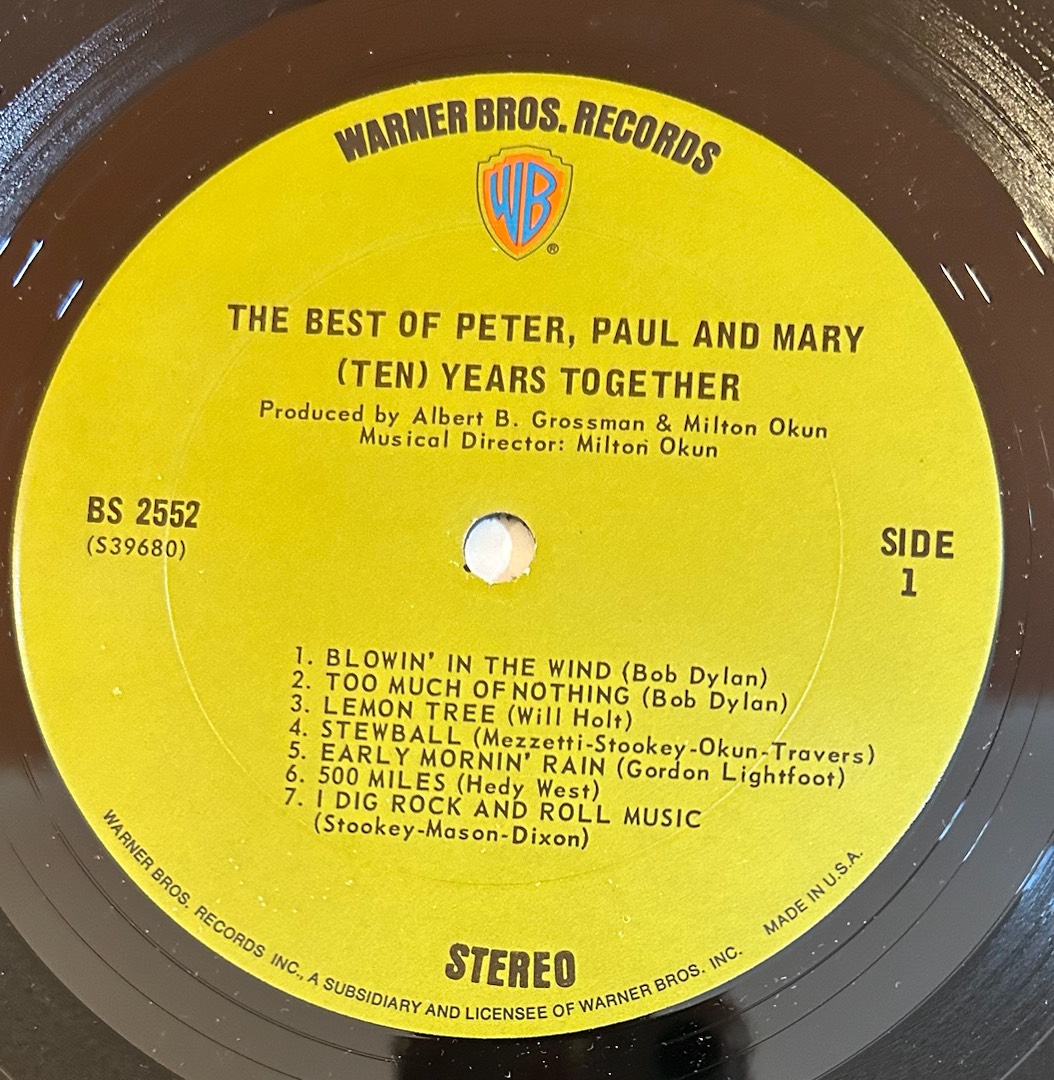 WARNER BROS. RECORDS
WB
®
THE BEST OF PETER, PAUL AND MARY
(TEN) YEARS TOGETHER
Produced by Albert B. Grossman & Milton Okun
Musical Director: Milton Okun
BS 2552
(S39680)
SIDE
1
1. BLOWIN' IN THE WIND (Bob Dylan)
2. TOO MUCH OF NOTHING (Bob Dylan)
3. LEMON TREE (Will Holt)
4. STEWBALL (Mezzetti-Stookey-Okun-Travers)
5. EARLY MORNIN' RAIN (Gordon Lightfoot)
6. 500 MILES (Hedy West)
7. I DIG ROCK AND ROLL MUSIC
(Stookey-Mason-Dixon)
STEREO
WARNER BROS. RECORDS INC., A SUBSIDIARY AND LICENSEE OF WARNER BROS. INC. MADE IN U.S.A.